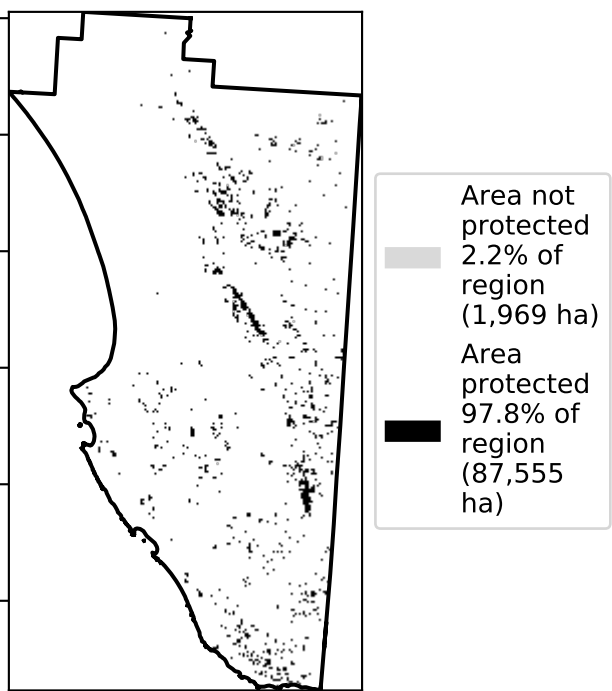 Area not
protected
2.2% of
region
(1,969 ha)
Area
protected
97.8% of
region
(87,555
ha)